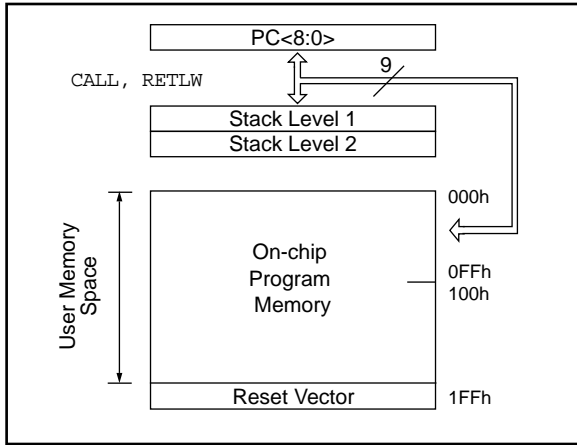 PC<8:0>
9
CALL, RETLW
Stack Level 1
Stack Level 2
000h
User Memory
Space
On-chip
Program
Memory
0FFh
100h
Reset Vector
1FFh